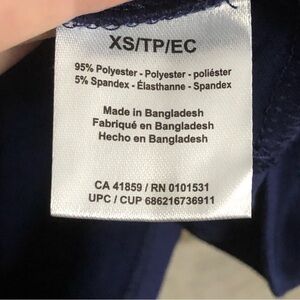 XS/TP/EC
95% Polyester - Polyester - poliéster
5% Spandex - Élasthanne - Spandex
Made in Bangladesh
Fabriqué en Bangladesh
Hecho en Bangladesh
CA 41859 / RN 0101531
UPC / CUP 686216736911